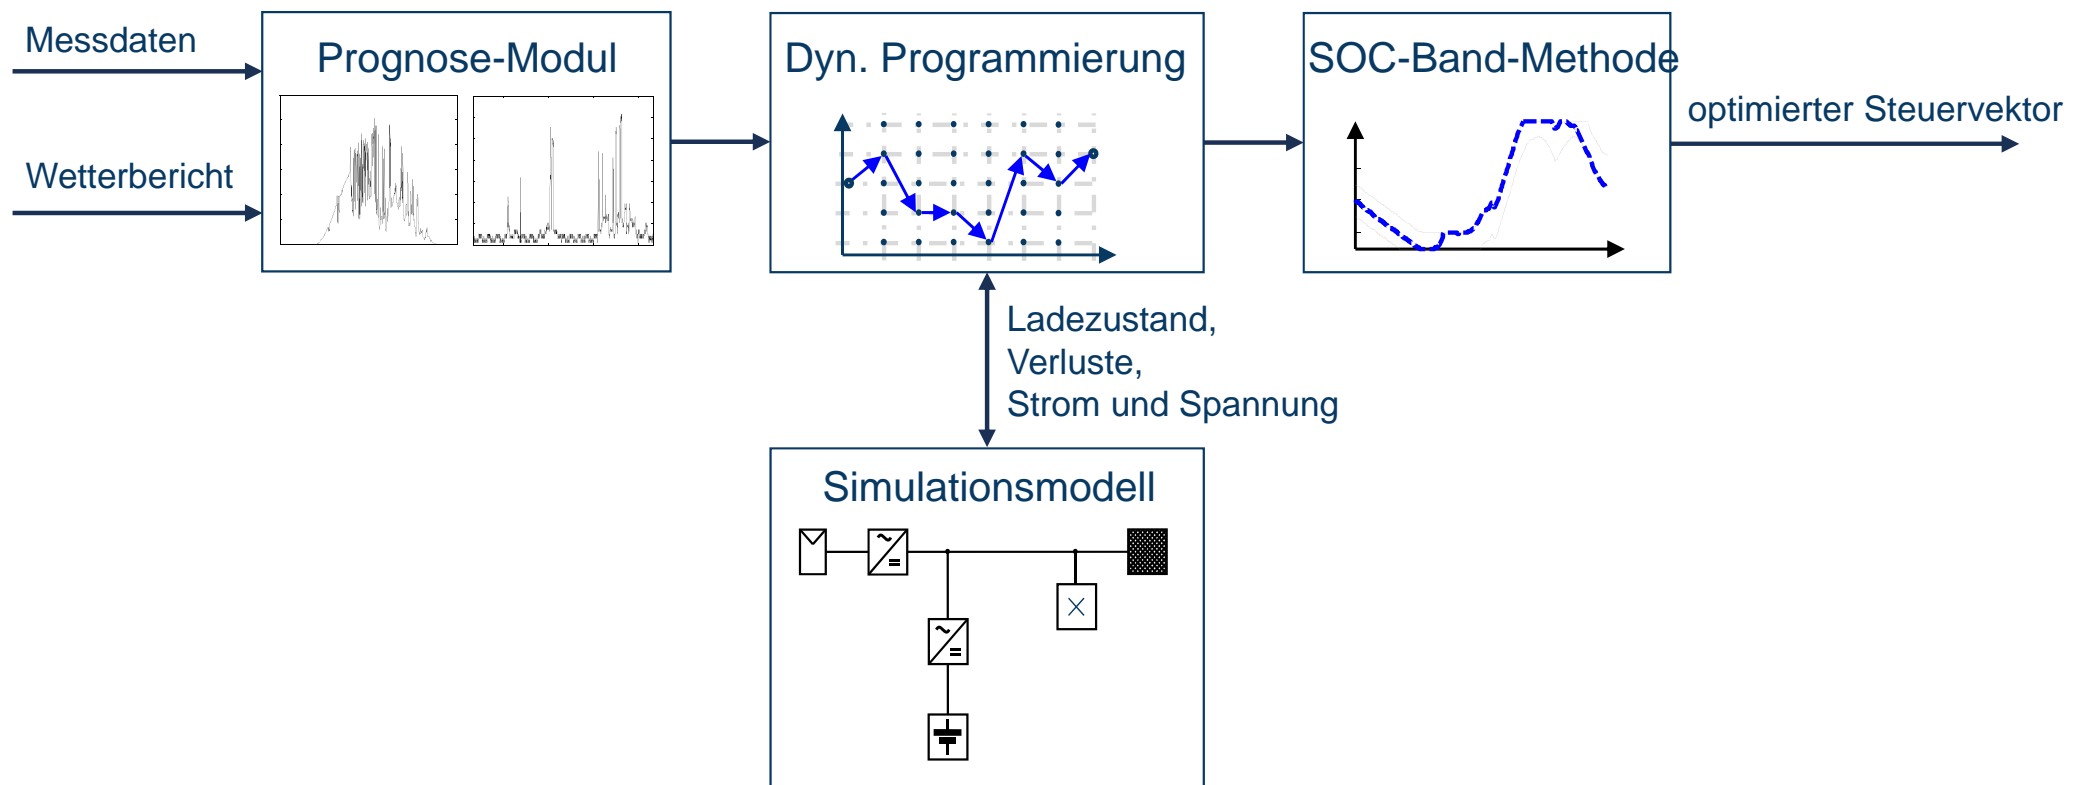 Messdaten
Wetterbericht
Prognose-Modul
Dyn. Programmierung
SOC-Band-Methode
optimierter Steuervektor
Ladezustand,
Verluste,
Strom und Spannung
Simulationsmodell